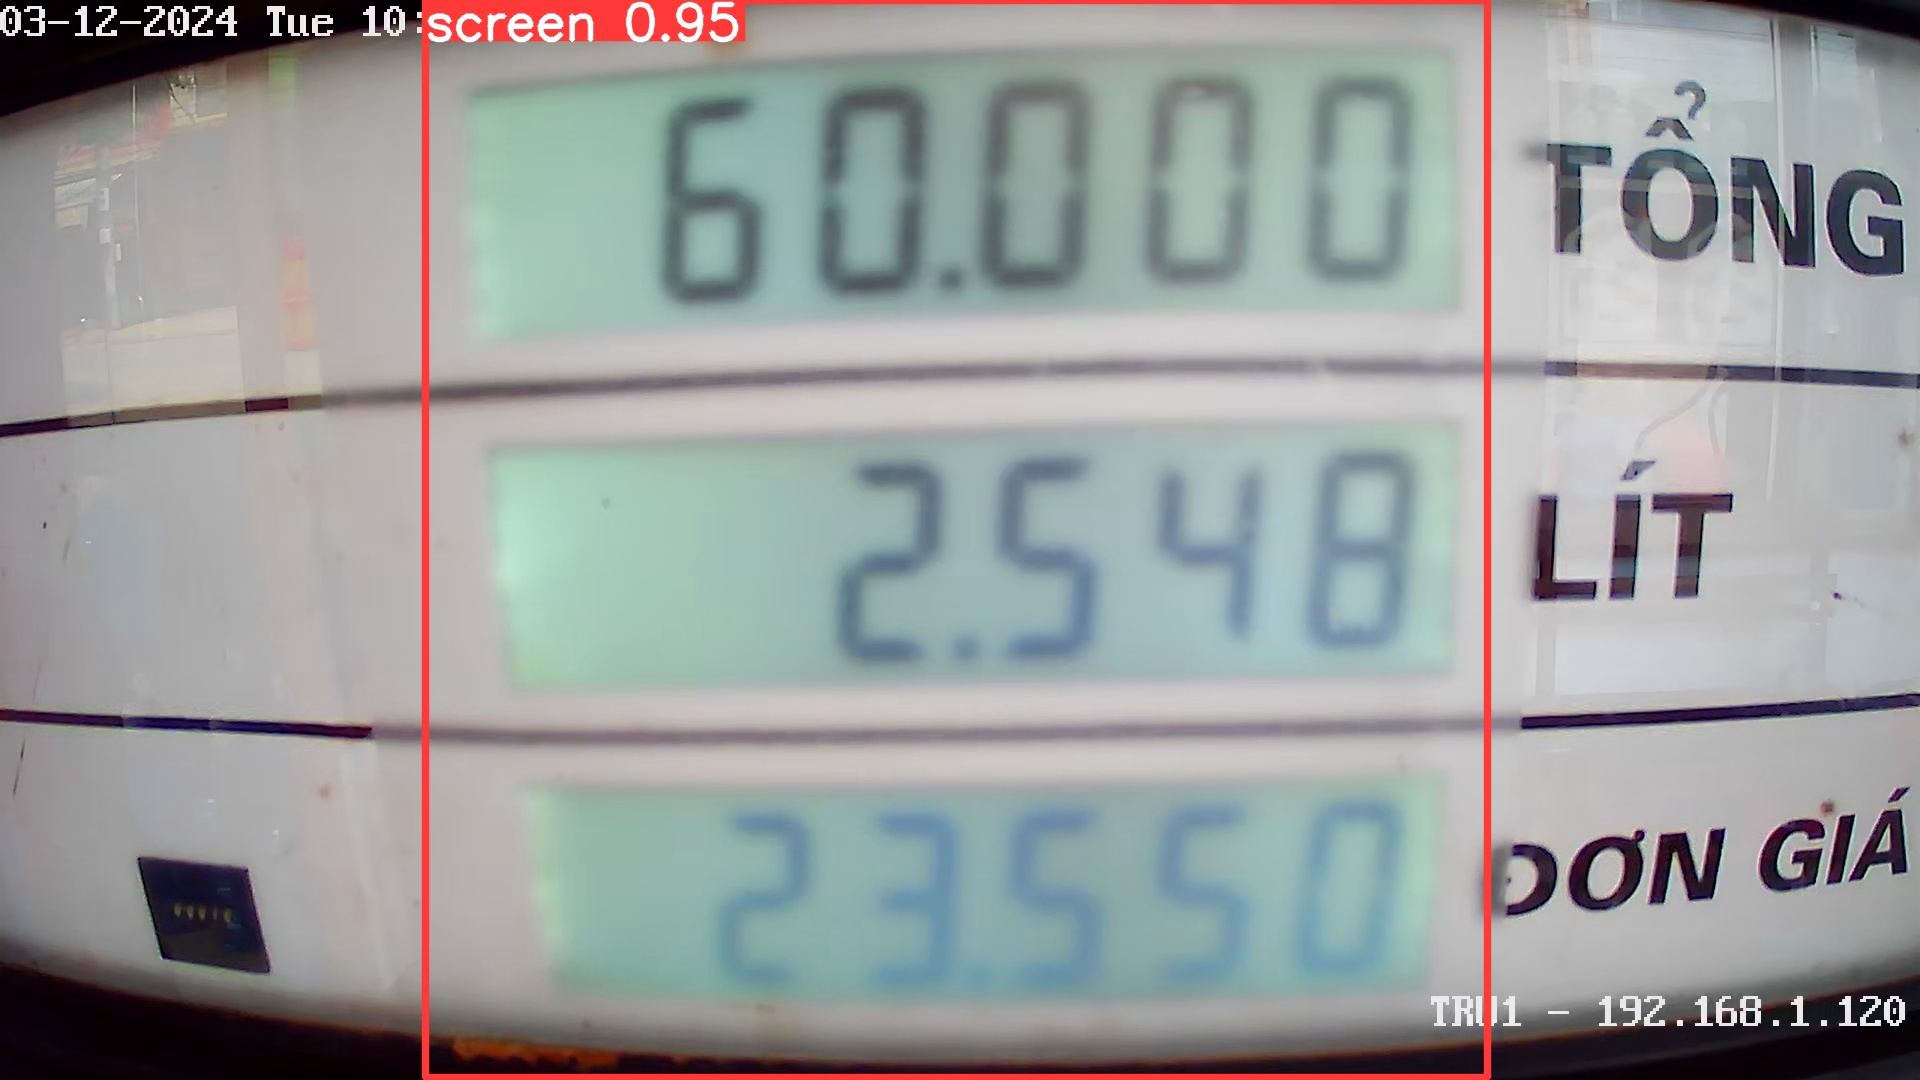 03-12-2024 Tue 10:
screen 0.95
60.000
TỔNG
2.548
LÍT
23.550
ĐƠN GIÁ
TRU1 - 192.168.1.120